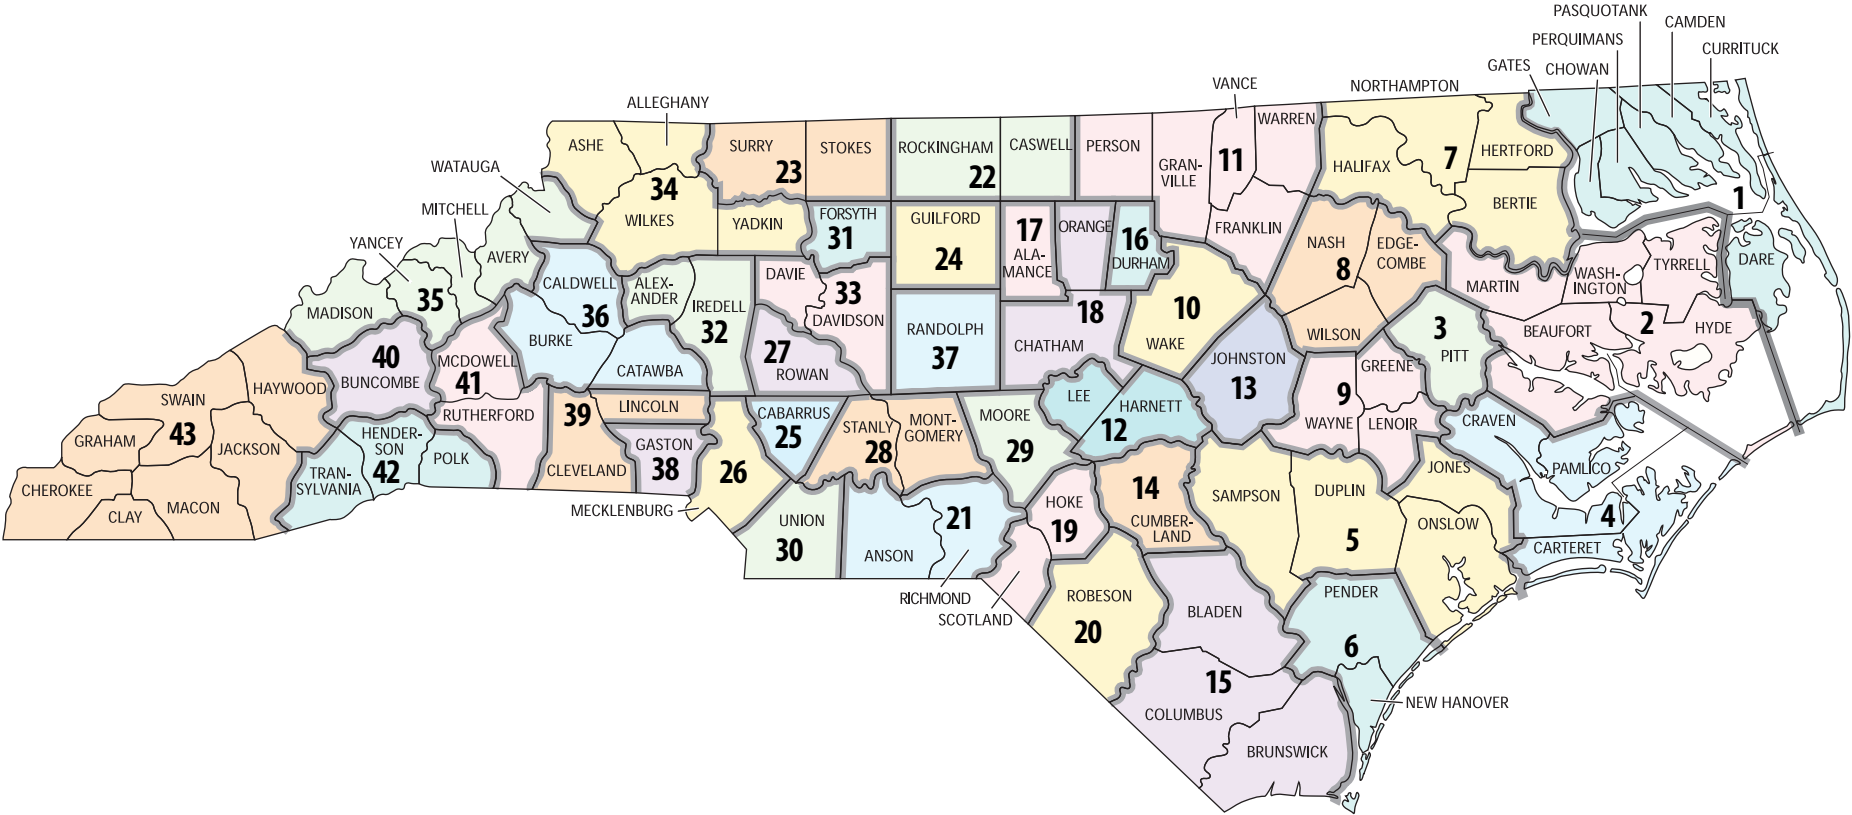 PASQUOTANK
CAMDEN
PERQUIMANS
CURRITUCK
GATES
CHOWAN
VANCE
NORTHAMPTON
ALLEGHANY
WARREN
ASHE
SURRY
STOKES
ROCKINGHAM
CASWELL
PERSON
GRAN-
VILLE
11
HALIFAX
7
HERTFORD
WATAUGA
23
22
34
WILKES
YADKIN
FORSYTH
31
GUILFORD
24
17
ALA-
MANCE
ORANGE
16
DURHAM
FRANKLIN
NASH
8
EDGE-
COMBE
BERTIE
1
MITCHELL
YANCEY
AVERY
CALDWELL
36
ALEX-
ANDER
IREDELL
32
DAVIE
33
DAVIDSON
MARTIN
WASH-
INGTON
TYRRELL
DARE
MADISON
35
BURKE
CATAWBA
27
ROWAN
RANDOLPH
37
18
CHATHAM
10
WAKE
WILSON
3
PITT
BEAUFORT
2
HYDE
40
BUNCOMBE
MCDOWELL
41
JOHNSTON
13
GREENE
9
WAYNE
LENOIR
HAYWOOD
SWAIN
RUTHERFORD
39
LINCOLN
CABARRUS
25
STANLY
28
MONT-
GOMERY
MOORE
29
LEE
HARNETT
12
CRAVEN
GRAHAM
43
JACKSON
HENDER-
SON
42
POLK
CLEVELAND
GASTON
38
26
JONES
PAMLICO
CHEROKEE
TRAN-
SYLVANIA
MACON
CLAY
MECKLENBURG
UNION
30
ANSON
21
HOKE
19
14
CUMBER-
LAND
SAMPSON
DUPLIN
5
ONSLOW
4
CARTERET
RICHMOND
SCOTLAND
ROBESON
20
BLADEN
PENDER
6
15
COLUMBUS
NEW HANOVER
BRUNSWICK